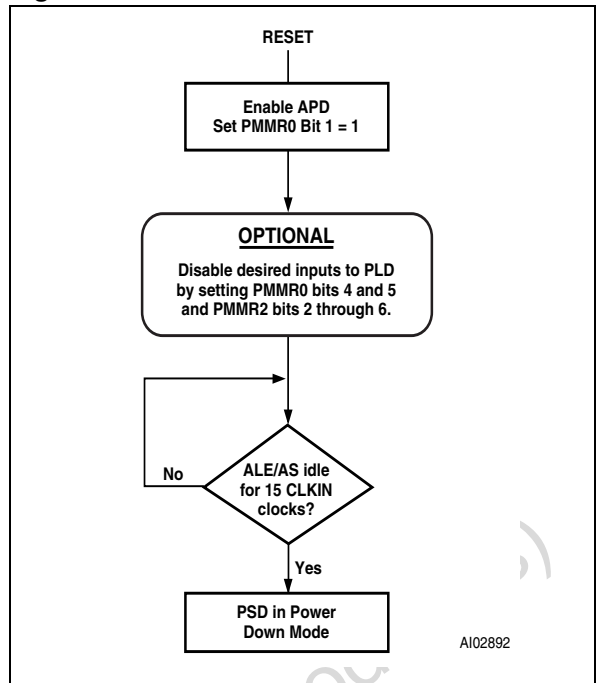 RESET
Enable APD
Set PMMR0 Bit 1 = 1
OPTIONAL
Disable desired inputs to PLD
by setting PMMR0 bits 4 and 5
and PMMR2 bits 2 through 6.
No
ALE/AS idle
for 15 CLKIN
clocks?
Yes
PSD in Power
Down Mode
AI02892